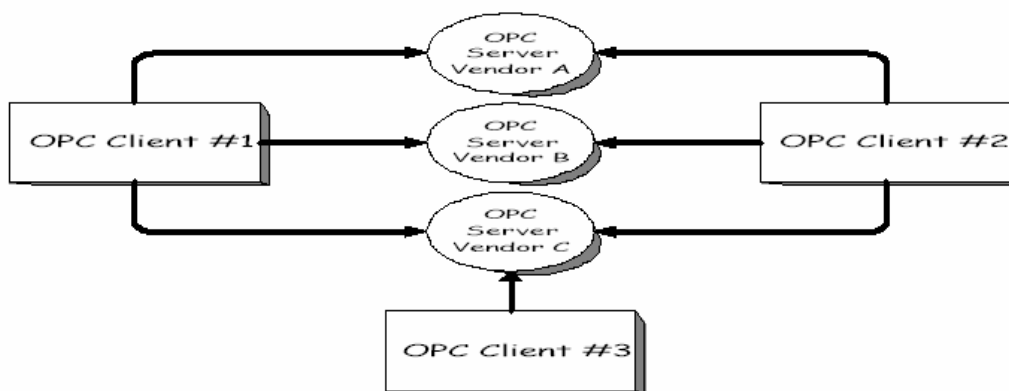 OPC
Server
Vendor A
OPC Client #1
OPC
Server
Vendor B
OPC Client #2
OPC
Server
Vendor C
OPC Client #3